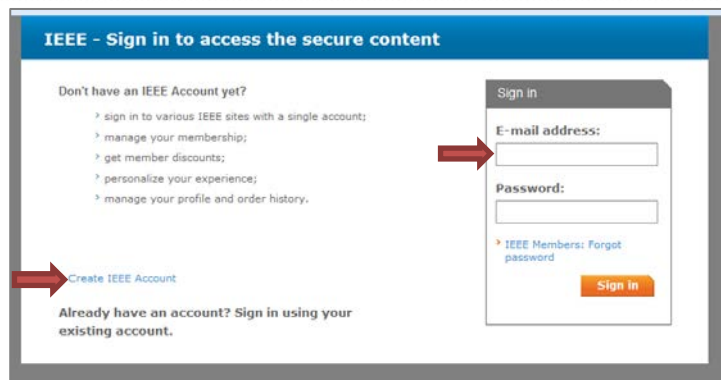 IEEE - Sign in to access the secure content
Don't have an IEEE Account yet?
sign in to various IEEE sites with a single account;
manage your membership;
get member discounts;
personalize your experience;
manage your profile and order history.
Create IEEE Account
Already have an account? Sign in using your
existing account.
Sign in
E-mail address:
Password:
IEEE Members: Forgot
password
Sign in